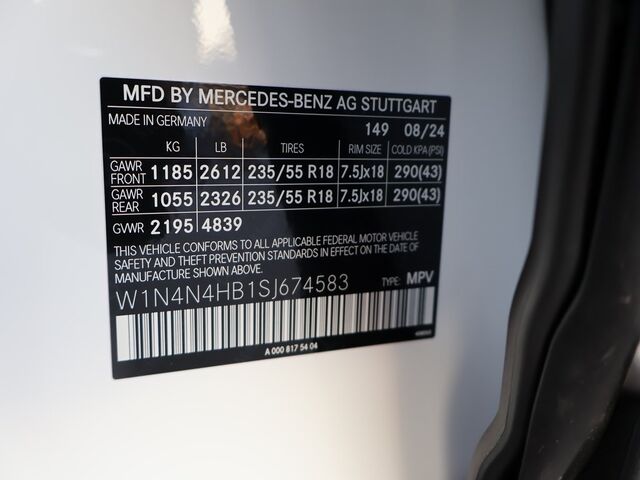 MFD BY MERCEDES-BENZ AG STUTTGART
MADE IN GERMANY 149 08/24
KG LB TIRES RIM SIZE COLD KPA(PSI)
GAWR FRONT 1185 2612 235/55 R18 7.5Jx18 290(43)
GAWR REAR 1055 2326 235/55 R18 7.5Jx18 290(43)
GVWR 2195 4839
THIS VEHICLE CONFORMS TO ALL APPLICABLE FEDERAL MOTOR VEHICLE
SAFETY AND THEFT PREVENTION STANDARDS IN EFFECT ON THE DATE OF
MANUFACTURE SHOWN ABOVE.
W1N4N4HB1SJ674583 TYPE: MPV
A 000 817 54 04